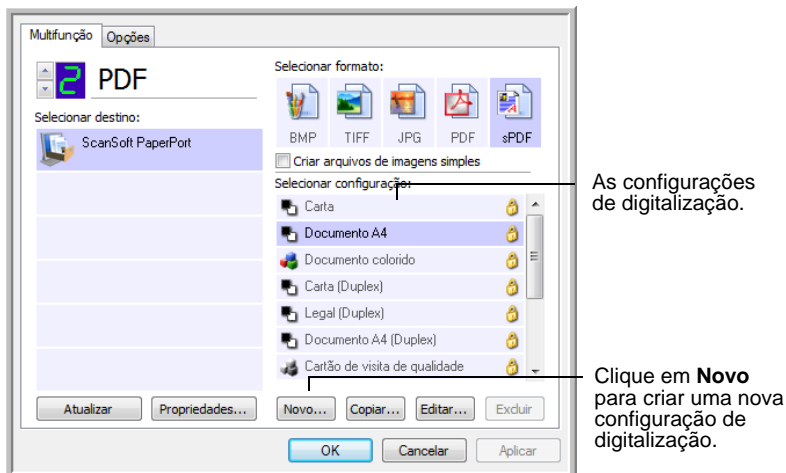 Multifunção Opções
2 PDF
Selecionar destino:
ScanSoft PaperPort
Selecionar formato:
BMP TIFF JPG PDF sPDF
Criar arquivos de imagens simples
Selecionar configuração:
Carta
Documento A4
Documento colorido
Carta (Duplex)
Legal (Duplex)
Documento A4 (Duplex)
Cartão de visita de qualidade
Atualizar Propriedades... Novo... Copiar... Editar... Excluir
OK Cancelar Aplicar
As configurações
de digitalização.
Clique em Novo
para criar uma nova
configuração de
digitalização.